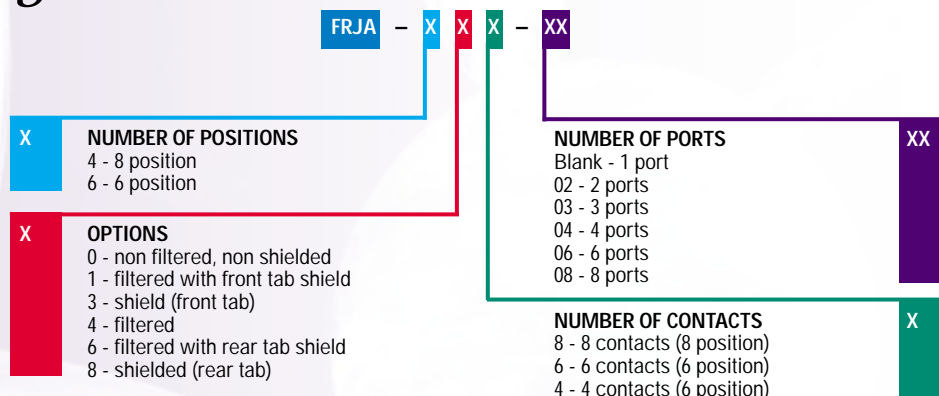 FRJA – X X X – XX
X
NUMBER OF POSITIONS
4 - 8 position
6 - 6 position
X
OPTIONS
0 - non filtered, non shielded
1 - filtered with front tab shield
3 - shield (front tab)
4 - filtered
6 - filtered with rear tab shield
8 - shielded (rear tab)
NUMBER OF PORTS
XX
Blank - 1 port
02 - 2 ports
03 - 3 ports
04 - 4 ports
06 - 6 ports
08 - 8 ports
NUMBER OF CONTACTS
X
8 - 8 contacts (8 position)
6 - 6 contacts (6 position)
4 - 4 contacts (6 position)